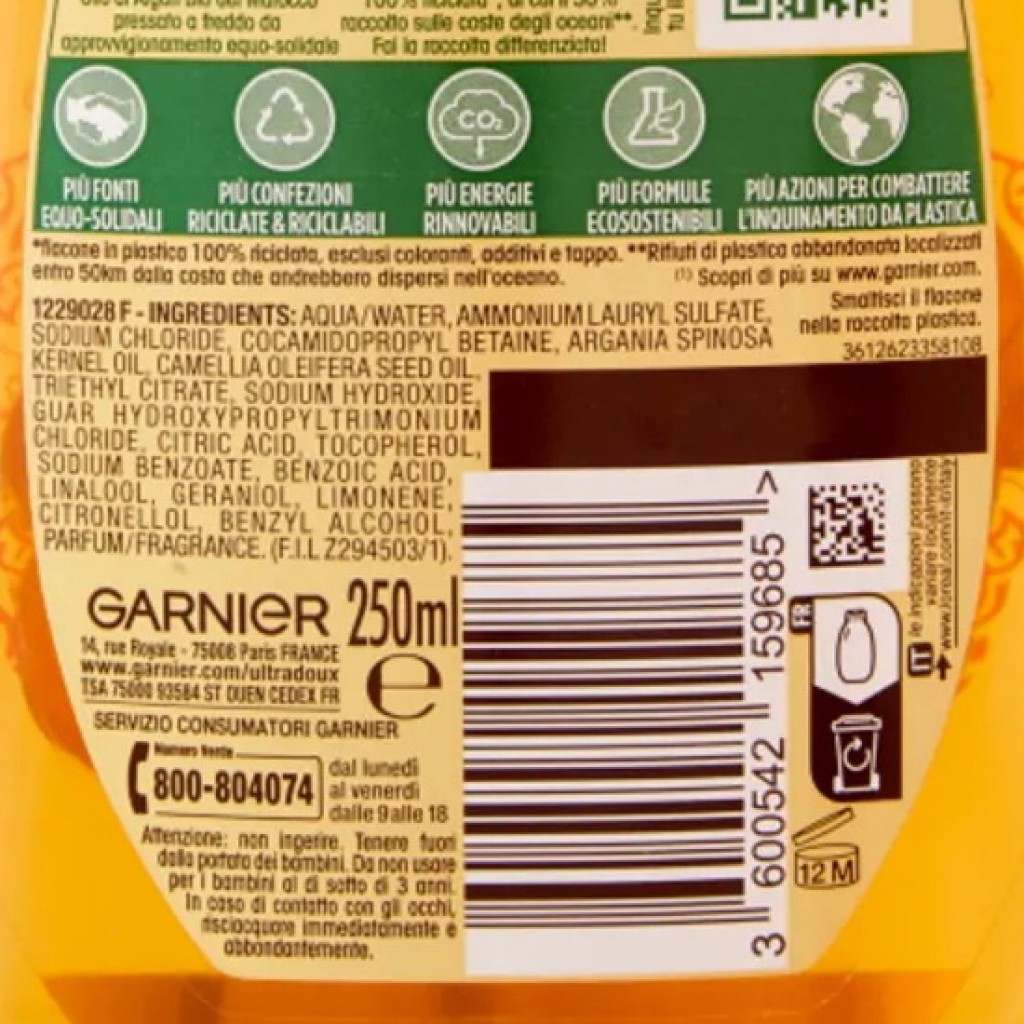 pressato a freddo da
raccolto sulle coste degli oceani**.
approvvigionamento equo-solidale
Fai la raccolta differenziata!
CO₂
PIÙ FONTI
EQUO-SOLIDALI
PIÙ CONFEZIONI
RICICLATE & RICICLABILI
PIÙ ENERGIE
RINNOVABILI
PIÙ FORMULE
ECOSOSTENIBILI
PIÙ AZIONI PER COMBATTERE
L'INQUINAMENTO DA PLASTICA
*flacone in plastica 100% riciclata, esclusi coloranti, additivi e tappo. **Rifiuti di plastica abbandonata localizzati
entro 50km dalla costa che andrebbero dispersi nell'oceano.
(1) Scopri di più su www.garnier.com.
1229028 F - INGREDIENTS: AQUA/WATER, AMMONIUM LAURYL SULFATE,
SODIUM CHLORIDE, COCAMIDOPROPYL BETAINE, ARGANIA SPINOSA
KERNEL OIL, CAMELLIA OLEIFERA SEED OIL,
TRIETHYL CITRATE, SODIUM HYDROXIDE,
GUAR HYDROXYPROPYLTRIMONIUM
CHLORIDE, CITRIC ACID, TOCOPHEROL,
SODIUM BENZOATE, BENZOIC ACID,
LINALOOL, GERANIOL, LIMONENE,
CITRONELLOL, BENZYL ALCOHOL,
PARFUM/FRAGRANCE. (F.I.L Z294503/1).
Smaltisci il flacone
nella raccolta plastica.
3612623358108
GARNIER 250ml
14, rue Royale - 75008 Paris FRANCE
www.garnier.com/ultradoux
TSA 75000 93584 ST OUEN CEDEX FR
e
SERVIZIO CONSUMATORI GARNIER
Numero Verde
800-804074
dal lunedì
al venerdì
dalle 9 alle 18
Attenzione: non ingerire. Tenere fuori
dalla portata dei bambini. Da non usare
per i bambini al di sotto di 3 anni.
In caso di contatto con gli occhi,
risciacquare immediatamente e
abbondantemente.
3 600542 159685 >
FR
IT
le indicazioni possono
variare localmente
12 M